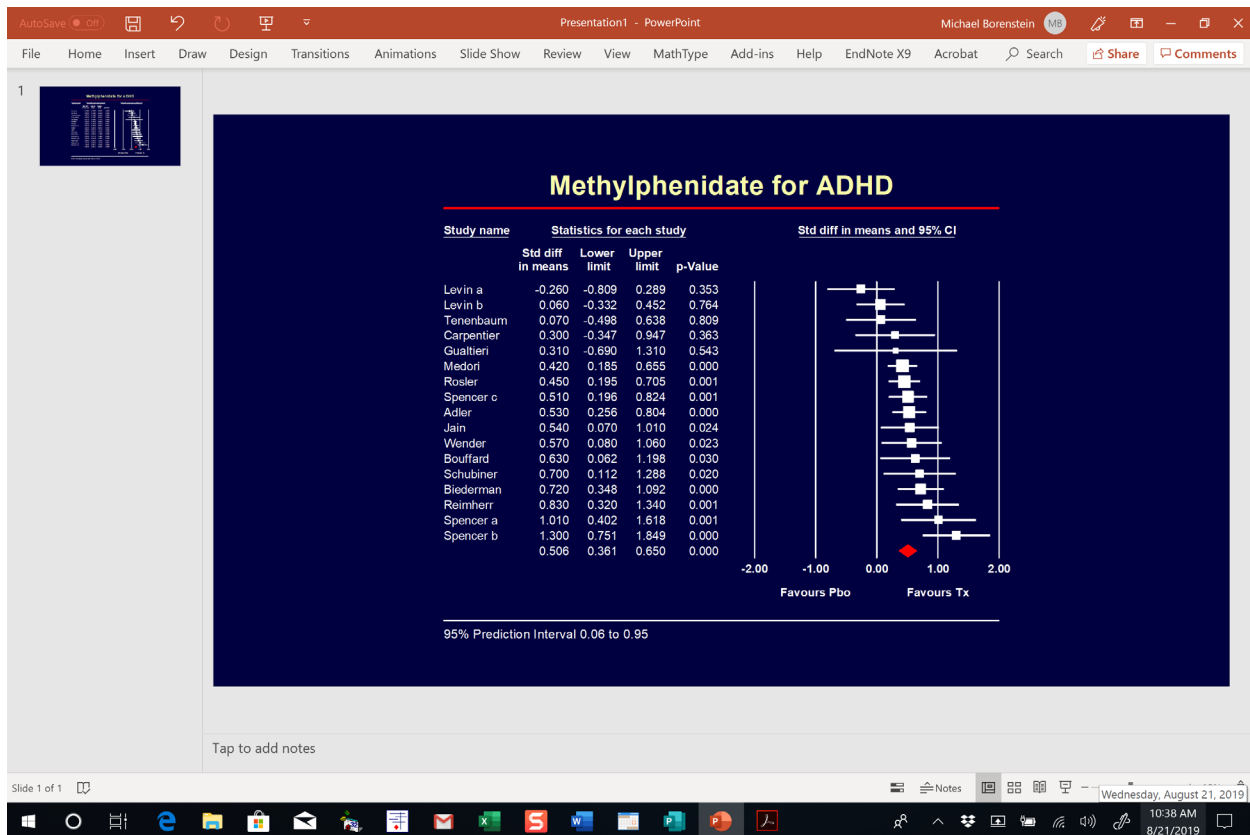 AutoSave Off Presentation1 - PowerPoint Michael Borenstein MB
File Home Insert Draw Design Transitions Animations Slide Show Review View MathType Add-ins Help EndNote X9 Acrobat Search Share Comments
1
Methylphenidate for ADHD
Study name Statistics for each study Std diff in means and 95% CI
Std diff Lower Upper
in means limit limit p-Value
Levin a -0.260 -0.809 0.289 0.353
Levin b 0.060 -0.332 0.452 0.764
Tenenbaum 0.070 -0.498 0.638 0.809
Carpentier 0.300 -0.347 0.947 0.363
Gualtieri 0.310 -0.690 1.310 0.543
Medori 0.420 0.185 0.655 0.000
Rosler 0.450 0.195 0.705 0.001
Spencer c 0.510 0.196 0.824 0.001
Adler 0.530 0.256 0.804 0.000
Jain 0.540 0.070 1.010 0.024
Wender 0.570 0.080 1.060 0.023
Bouffard 0.630 0.062 1.198 0.030
Schubiner 0.700 0.112 1.288 0.020
Biederman 0.720 0.348 1.092 0.000
Reimherr 0.830 0.320 1.340 0.001
Spencer a 1.010 0.402 1.618 0.001
Spencer b 1.300 0.751 1.849 0.000
0.506 0.361 0.650 0.000
-2.00 -1.00 0.00 1.00 2.00
Favours Pbo Favours Tx
95% Prediction Interval 0.06 to 0.95
Tap to add notes
Slide 1 of 1 Notes
Wednesday, August 21, 2019
10:38 AM
8/21/2019